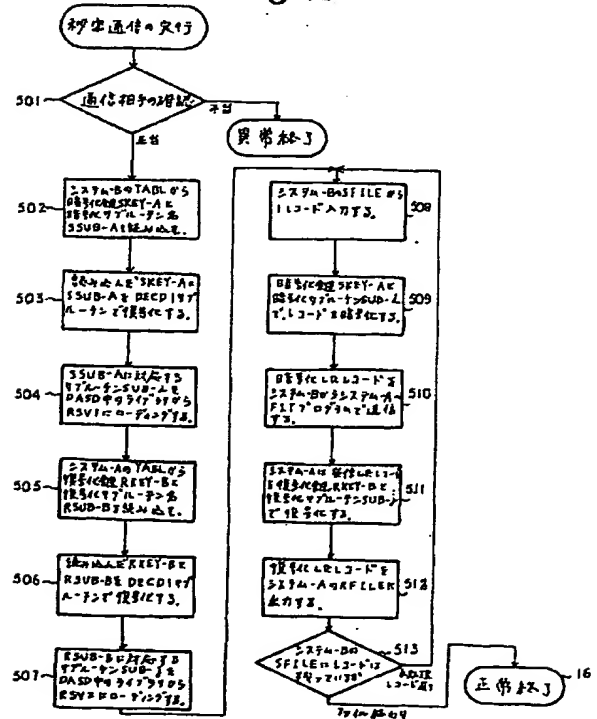 秘密通信の実行
501
通信相手の確認
不当
正当
異常終了
502
システム-BのTABLから
暗号化鍵SKEY-Aと
暗号化サブルーチン名
SSUB-Aを読み込む。
503
読み込んだSKEY-Aと
SSUB-AをDECD1サブ
ルーチンで復号化する。
504
SSUB-Aに対応する
サブルーチンSUB-Lを
DASD中のライブラリから
RSV1にローディングする。
505
システム-AのTABLから
復号化鍵RKEY-Bと
復号化サブルーチン名
RSUB-Bを読み込む。
506
読み込んだRKEY-Bと
RSUB-BをDECD1サブ
ルーチンで復号化する。
507
RSUB-Bに対応する
サブルーチンSUB-を
DASD中のライブラリから
RSV2にローディングする。
508
システム-BのSFILEから
1レコード入力する。
509
暗号化鍵SKEY-Aと
暗号化サブルーチンSUB-L
で、レコードを暗号化する。
510
暗号化したレコードを
システム-BからシステムーA
FITプログラムで送信
する。
511
システム-Aは受信したレコード
を復号化鍵RKEY-Bと
復号化サブルーチンSUB-
で復号化する。
512
復号化したレコードを
システム-AのRFILEに
出力する。
513
システム-Bの
SFILEにレコードは
残っているか
未処理
レコード有り
ファイル終わり
正常終了
16